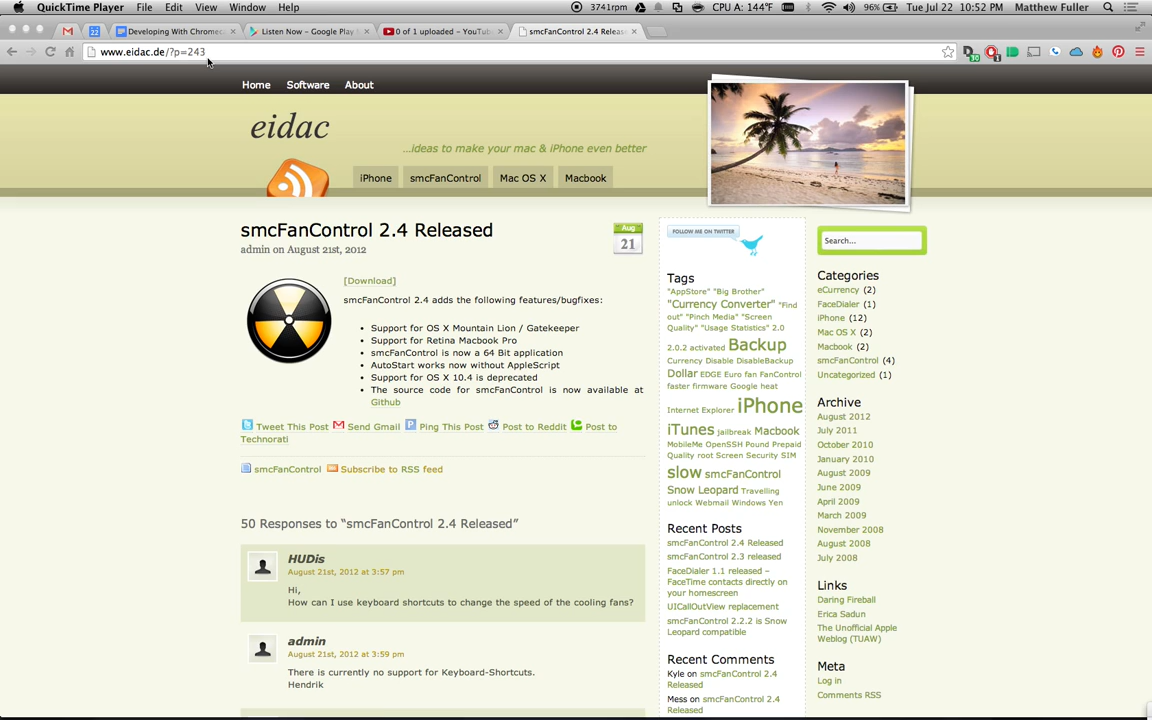 QuickTime Player File Edit View Window Help 3741rpm CPU A: 144°F 96% Tue Jul 22 10:52 PM Matthew Fuller
22 Developing With Chromec Listen Now – Google Play 0 of 1 uploaded – YouTub smcFanControl 2.4 Releas
www.eidac.de/?p=243
30 1
Home Software About
eidac
...ideas to make your mac & iPhone even better
iPhone smcFanControl Mac OS X Macbook
smcFanControl 2.4 Released
admin on August 21st, 2012
Aug
21
[Download]
smcFanControl 2.4 adds the following features/bugfixes:
• Support for OS X Mountain Lion / Gatekeeper
• Support for Retina Macbook Pro
• smcFanControl is now a 64 Bit application
• AutoStart works now without AppleScript
• Support for OS X 10.4 is deprecated
• The source code for smcFanControl is now available at
Github
Tweet This Post Send Gmail Ping This Post Post to Reddit Post to
Technorati
smcFanControl Subscribe to RSS feed
50 Responses to “smcFanControl 2.4 Released”
HUDis
August 21st, 2012 at 3:57 pm
Hi,
How can I use keyboard shortcuts to change the speed of the cooling fans?
admin
August 21st, 2012 at 3:59 pm
There is currently no support for Keyboard-Shortcuts.
Hendrik
FOLLOW ME ON TWITTER
Tags
"AppStore" "Big Brother"
"Currency Converter" "Find
out" "Pinch Media" "Screen
Quality" "Usage Statistics" 2.0
2.0.2 activated Backup
Currency Disable DisableBackup
Dollar EDGE Euro fan FanControl
faster firmware Google heat
Internet Explorer iPhone
iTunes jailbreak Macbook
MobileMe OpenSSH Pound Prepaid
Quality root Screen Security SIM
slow smcFanControl
Snow Leopard Travelling
unlock Webmail Windows Yen
Recent Posts
smcFanControl 2.4 Released
smcFanControl 2.3 released
FaceDialer 1.1 released –
FaceTime contacts directly on
your homescreen
UICallOutView replacement
smcFanControl 2.2.2 is Snow
Leopard compatible
Recent Comments
Kyle on smcFanControl 2.4
Released
Mess on smcFanControl 2.4
Released
Search...
Categories
eCurrency (2)
FaceDialer (1)
iPhone (12)
Mac OS X (2)
Macbook (2)
smcFanControl (4)
Uncategorized (1)
Archive
August 2012
July 2011
October 2010
January 2010
August 2009
June 2009
April 2009
March 2009
November 2008
August 2008
July 2008
Links
Daring Fireball
Erica Sadun
The Unofficial Apple
Weblog (TUAW)
Meta
Log in
Comments RSS